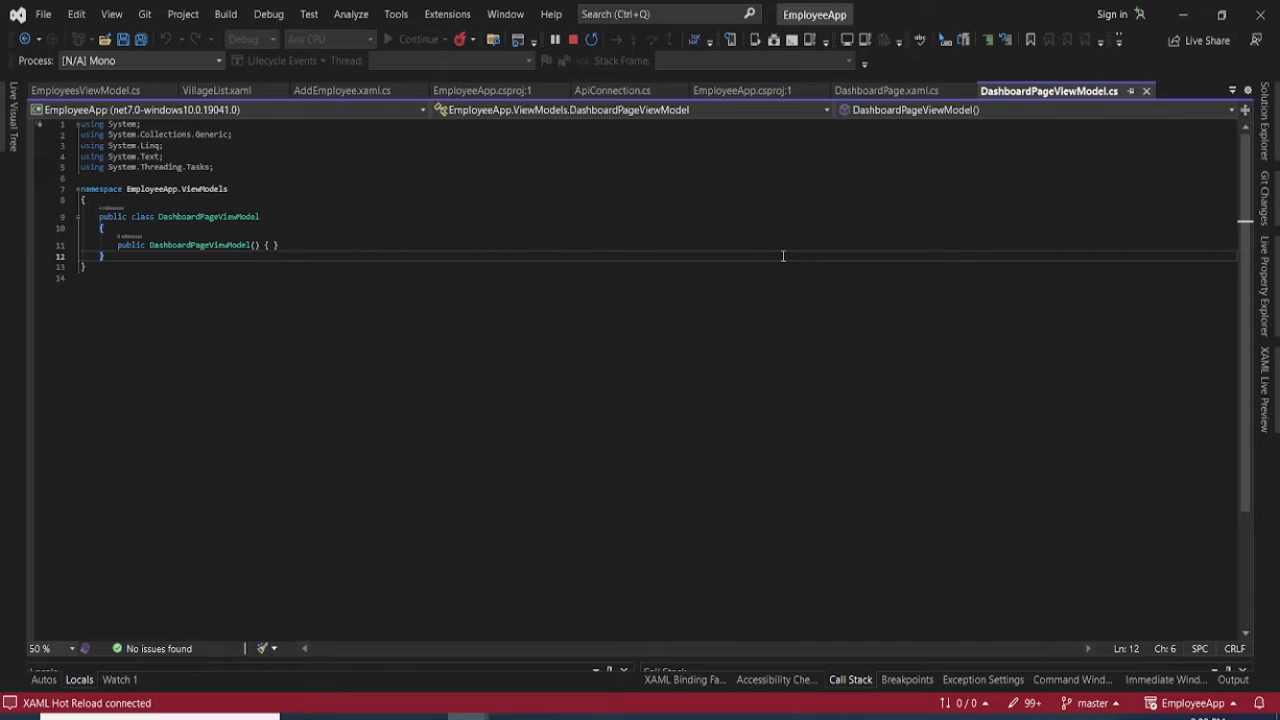 File Edit View Git Project Build Debug Test Analyze Tools Extensions Window Help Search (Ctrl+Q) EmployeeApp Sign in
Debug Any CPU Continue Live Share
Process: [N/A] Mono Lifecycle Events Thread: Stack Frame:
EmployeesViewModel.cs VillageList.xaml AddEmployee.xaml.cs EmployeeApp.csproj:1 ApiConnection.cs EmployeeApp.csproj:1 DashboardPage.xaml.cs DashboardPageViewModel.cs
EmployeeApp (net7.0-windows10.0.19041.0) EmployeeApp.ViewModels.DashboardPageViewModel DashboardPageViewModel()
1 using System;
2 using System.Collections.Generic;
3 using System.Linq;
4 using System.Text;
5 using System.Threading.Tasks;
6
7 namespace EmployeeApp.ViewModels
8 {
9 public class DashboardPageViewModel
10 {
11 public DashboardPageViewModel() { }
12 }
13 }
14
Live Visual Tree
Solution Explorer
Git Changes
Live Property Explorer
XAML Live Preview
50 % No issues found Ln: 12 Ch: 6 SPC CRLF
Autos Locals Watch 1 XAML Binding Fa... Accessibility Che... Call Stack Breakpoints Exception Settings Command Wind... Immediate Wind... Output
XAML Hot Reload connected 0 / 0 99+ master EmployeeApp